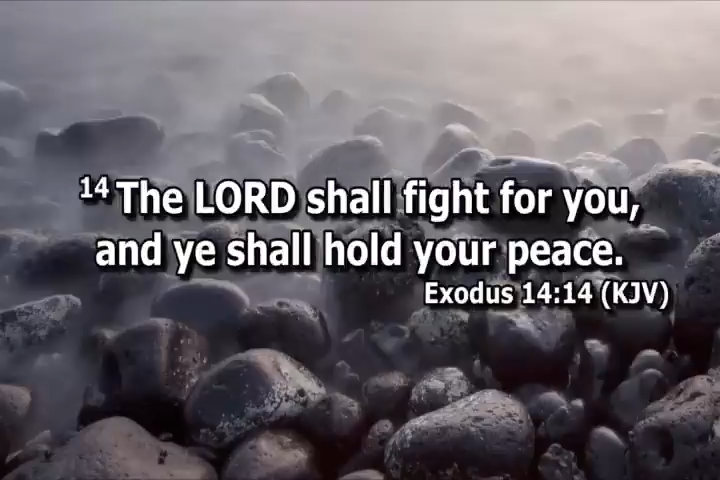 14 The LORD shall fight for you,
and ye shall hold your peace.
Exodus 14:14 (KJV)